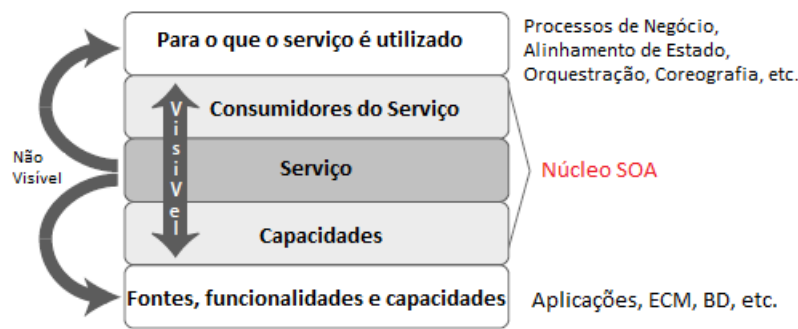 Para o que o serviço é utilizado
Processos de Negócio,
Alinhamento de Estado,
Orquestração, Coreografia, etc.
Consumidores do Serviço
VisiVel
Não
Visível
Serviço
Núcleo SOA
Capacidades
Fontes, funcionalidades e capacidades
Aplicações, ECM, BD, etc.